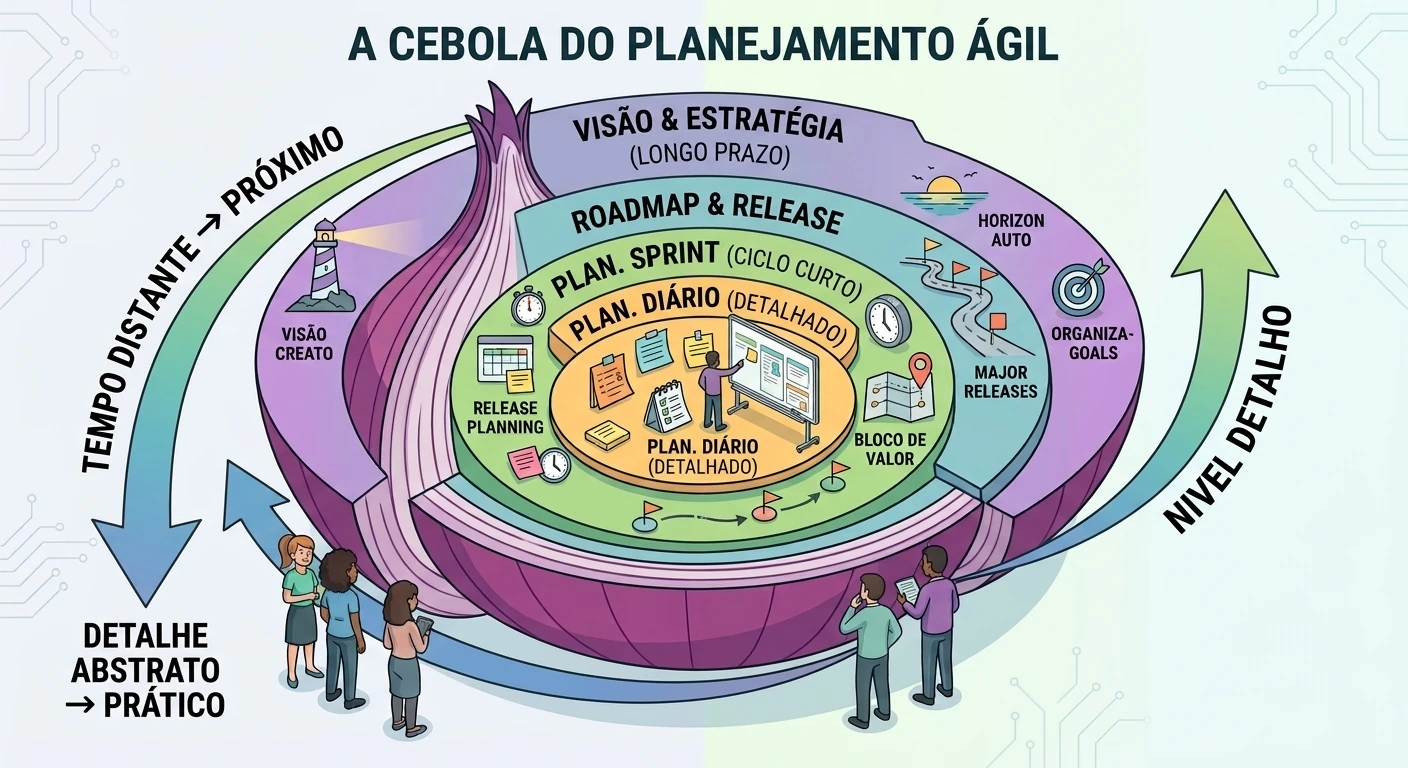 A CEBOLA DO PLANEJAMENTO ÁGIL
VISÃO & ESTRATÉGIA
(LONGO PRAZO)
ROADMAP & RELEASE
PLAN. SPRINT (CICLO CURTO)
PLAN. DIÁRIO (DETALHADO)
TEMPO DISTANTE → PRÓXIMO
DETALHE
ABSTRATO
→ PRÁTICO
VISÃO
CREATO
RELEASE
PLANNING
PLAN. DIÁRIO
(DETALHADO)
BLOCO DE
VALOR
MAJOR
RELEASES
HORIZON
AUTO
ORGANIZA-
GOALS
NIVEL DETALHO